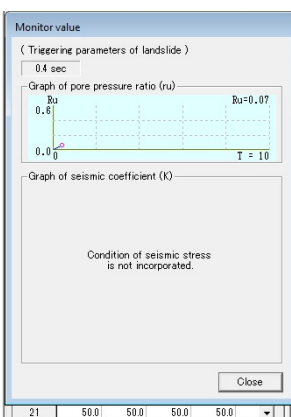 Monitor value
( Triggering parameters of landslide )
0.4 sec
Graph of pore pressure ratio (ru)
Ru
Ru=0.07
0.6
0.0
0
T = 10
Graph of seismic coefficient (K)
Condition of seismic stress
is not incorporated.
Close
21 50.0 50.0 50.0 50.0